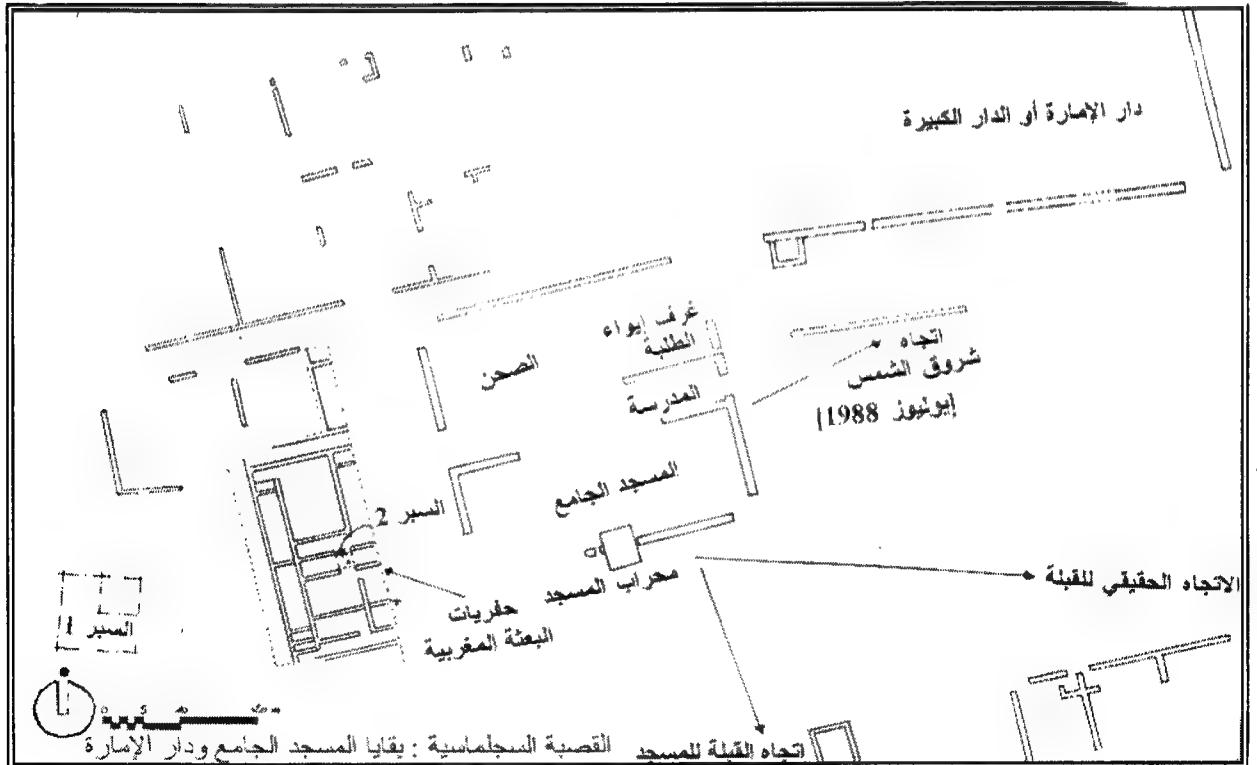 دار الإمارة أو الدار الكبيرة
غرف إيواء
الطلبة
الصحن
المدرسة
اتجاه
شروق الشمس
[يونيوز 1988]
المسجد الجامع
السبر 2
الاتجاه الحقيقي للقبلة
محراب المسجد
حفريات
البعثة المغربية
السبر 1
اتجاه القبلة للمسجد
القصبة السجلماسية : بقايا المسجد الجامع ودار الإمارة